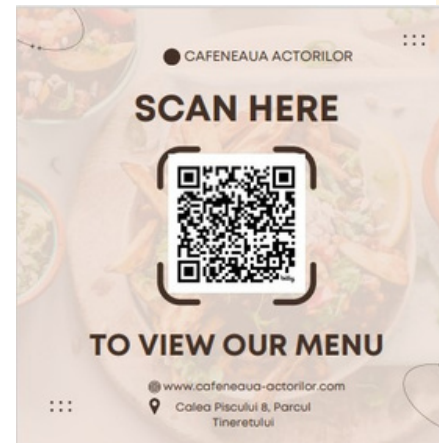 CAFENEAUA ACTORILOR
SCAN HERE
TO VIEW OUR MENU
www.cafeneaua-actorilor.com
Calea Piscului 8, Parcul
Tineretului